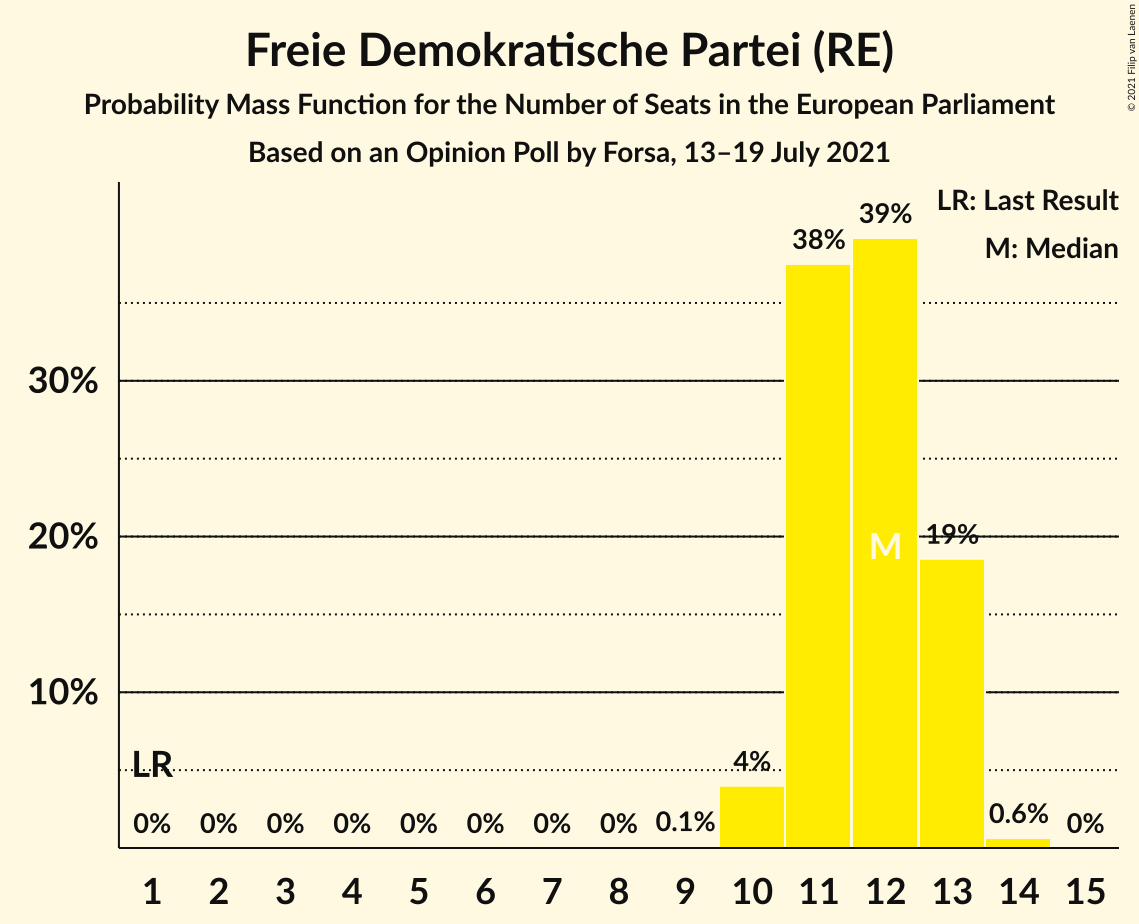 Freie Demokratische Partei (RE)
Probability Mass Function for the Number of Seats in the European Parliament
Based on an Opinion Poll by Forsa, 13–19 July 2021
© 2021 Filip van Laenen
LR: Last Result
M: Median
39%
38%
30%
20%
19%
M
10%
LR
4%
0% 0% 0% 0% 0% 0% 0% 0% 0.1% 0.6% 0%
1 2 3 4 5 6 7 8 9 10 11 12 13 14 15